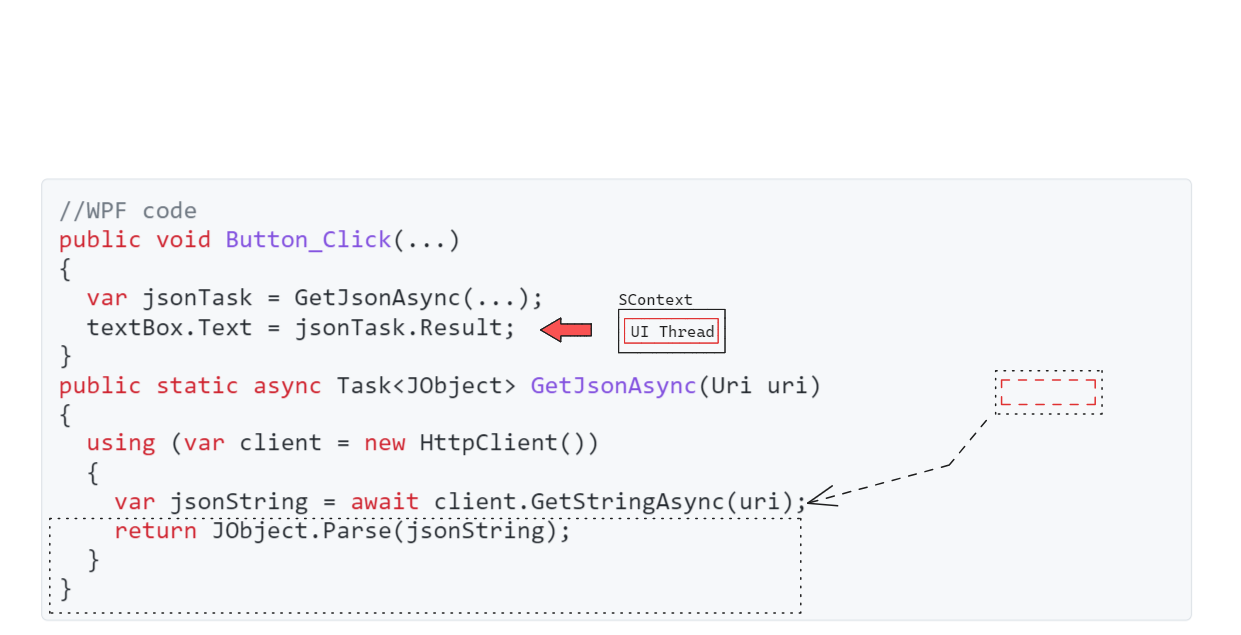 //WPF code
public void Button_Click(...)
{
var jsonTask = GetJsonAsync(...);
SContext
textBox.Text = jsonTask.Result;
UI Thread
}
public static async Task<JObject> GetJsonAsync(Uri uri)
{
using (var client = new HttpClient())
{
var jsonString = await client.GetStringAsync(uri);
return JObject.Parse(jsonString);
}
}